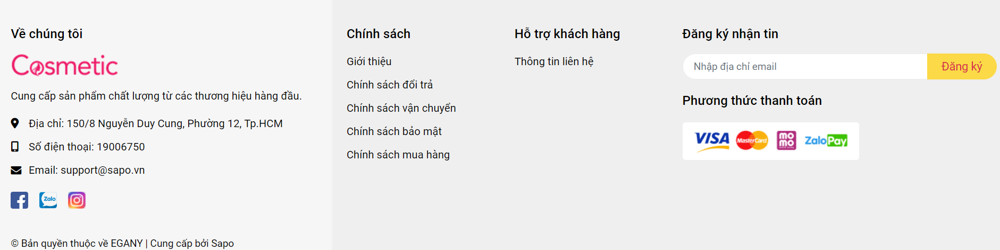 Về chúng tôi
Cosmetic
Cung cấp sản phẩm chất lượng từ các thương hiệu hàng đầu.
Địa chỉ: 150/8 Nguyễn Duy Cung, Phường 12, Tp.HCM
Số điện thoại: 19006750
Email: support@sapo.vn
Zalo
© Bản quyền thuộc về EGANY | Cung cấp bởi Sapo
Chính sách
Giới thiệu
Chính sách đổi trả
Chính sách vận chuyển
Chính sách bảo mật
Chính sách mua hàng
Hỗ trợ khách hàng
Thông tin liên hệ
Đăng ký nhận tin
Nhập địa chỉ email
Đăng ký
Phương thức thanh toán
VISA MasterCard mo mo ZaloPay